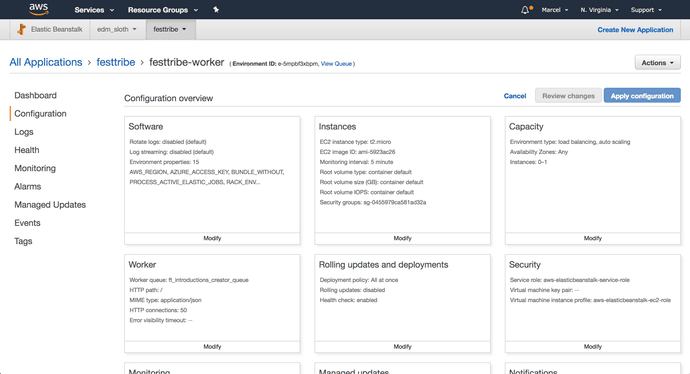 aws Services Resource Groups Marcel N. Virginia Support
Elastic Beanstalk edm_sloth festtribe Create New Application
All Applications › festtribe › festtribe-worker ( Environment ID: e-5mpbf3xbpm, View Queue ) Actions
Dashboard
Configuration
Logs
Health
Monitoring
Alarms
Managed Updates
Events
Tags
Configuration overview Cancel Review changes Apply configuration
Software
Rotate logs: disabled (default)
Log streaming: disabled (default)
Environment properties: 15
AWS_REGION, AZURE_ACCESS_KEY, BUNDLE_WITHOUT,
PROCESS_ACTIVE_ELASTIC_JOBS, RACK_ENV...
Modify
Instances
EC2 instance type: t2.micro
EC2 image ID: ami-5923ac26
Monitoring interval: 5 minute
Root volume type: container default
Root volume size (GB): container default
Root volume IOPS: container default
Security groups: sg-0455979ca581ad32a
Modify
Capacity
Environment type: load balancing, auto scaling
Availability Zones: Any
Instances: 0–1
Modify
Worker
Worker queue: ft_introductions_creator_queue
HTTP path: /
MIME type: application/json
HTTP connections: 50
Error visibility timeout: --
Modify
Rolling updates and deployments
Deployment policy: All at once
Rolling updates: disabled
Health check: enabled
Modify
Security
Service role: aws-elasticbeanstalk-service-role
Virtual machine key pair: --
Virtual machine instance profile: aws-elasticbeanstalk-ec2-role
Modify
Monitoring
Managed updates
Notifications